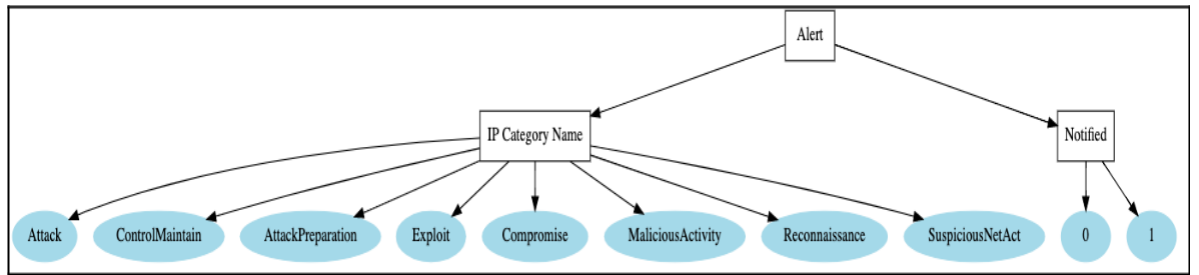 Alert
IP Category Name
Notified
Attack
ControlMaintain
AttackPreparation
Exploit
Compromise
MaliciousActivity
Reconnaissance
SuspiciousNetAct
0
1